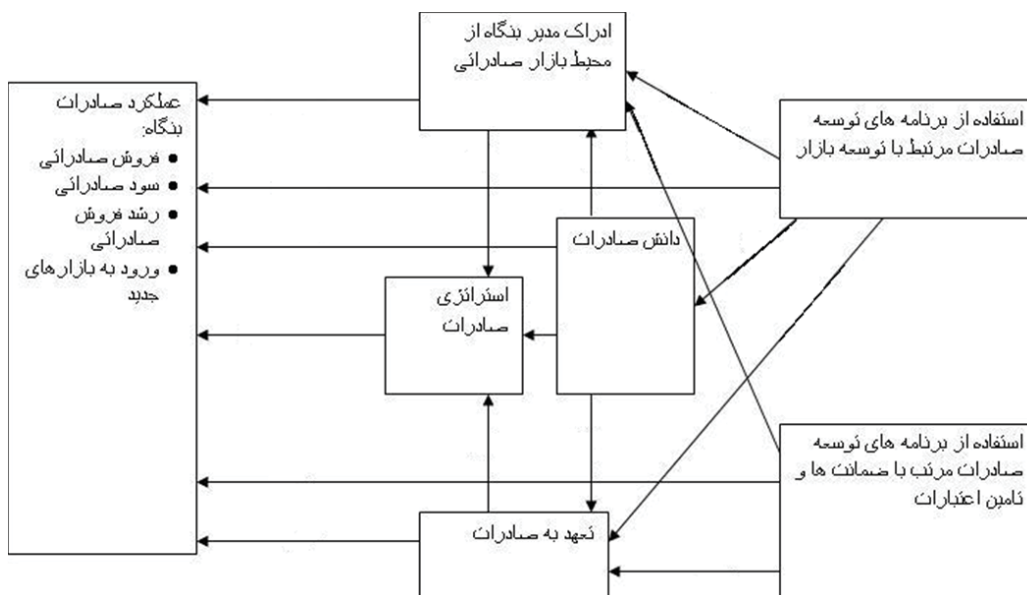 ادراک مدیر بنگاه از
محیط بازار صادراتی
استفاده از برنامه های توسعه
صادرات مرتبط با توسعه بازار
عملکرد صادرات
بنگاه:
● فروش صادراتی
● سود صادراتی
● رشد فروش
صادراتی
● ورود به بازارهای
جدید
دانش صادرات
استراتژی
صادرات
استفاده از برنامه های توسعه
صادرات مرتب با ضمانت ها و
تامین اعتبارات
تعهد به صادرات